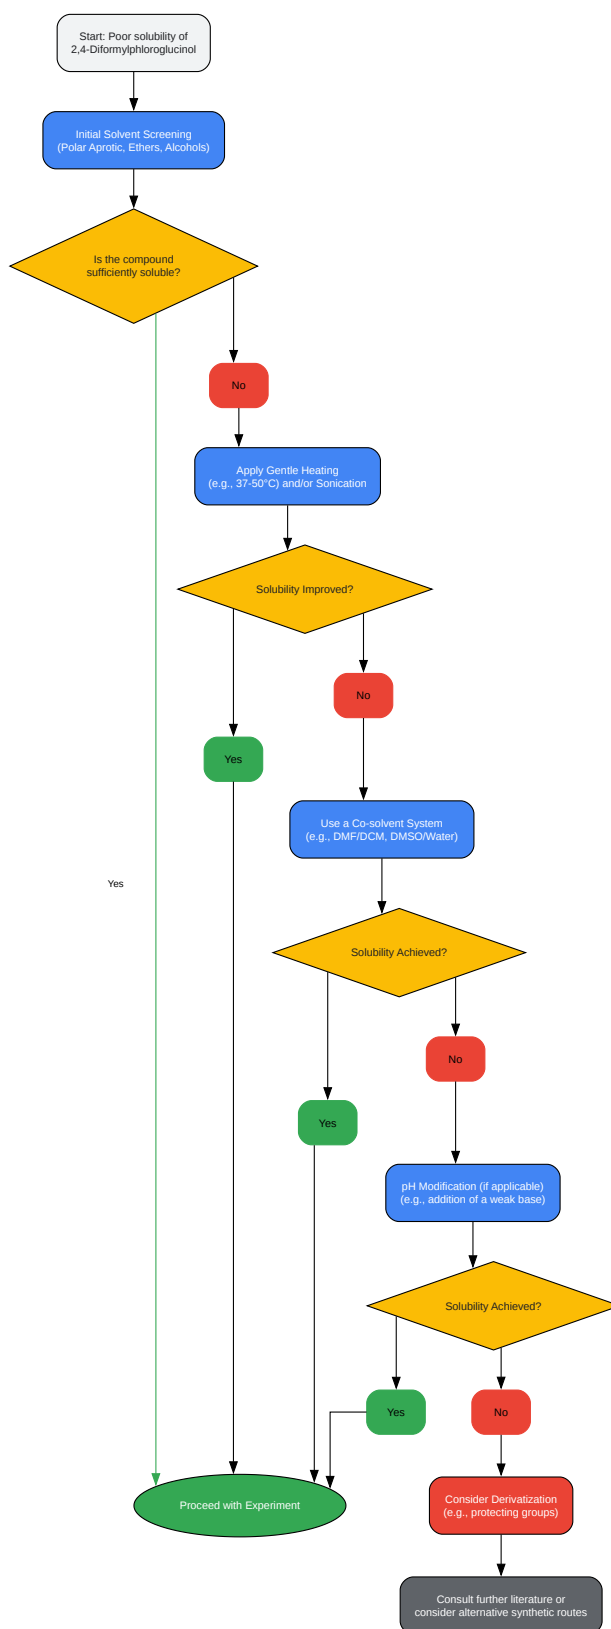 Start: Poor solubility of
2,4-Diformylphloroglucinol
Initial Solvent Screening
(Polar Aprotic, Ethers, Alcohols)
Is the compound
sufficiently soluble?
No
Apply Gentle Heating
(e.g., 37-50°C) and/or Sonication
Solubility Improved?
No
Yes
Use a Co-solvent System
(e.g., DMF/DCM, DMSO/Water)
Yes
Solubility Achieved?
No
Yes
pH Modification (if applicable)
(e.g., addition of a weak base)
Solubility Achieved?
Yes
No
Proceed with Experiment
Consider Derivatization
(e.g., protecting groups)
Consult further literature or
consider alternative synthetic routes